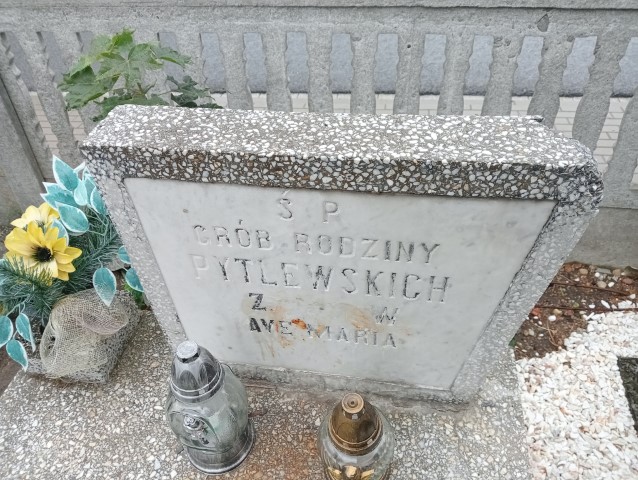 Ś P
GRÓB RODZINY
PYTLEWSKICH
Z W
AVE MARIA